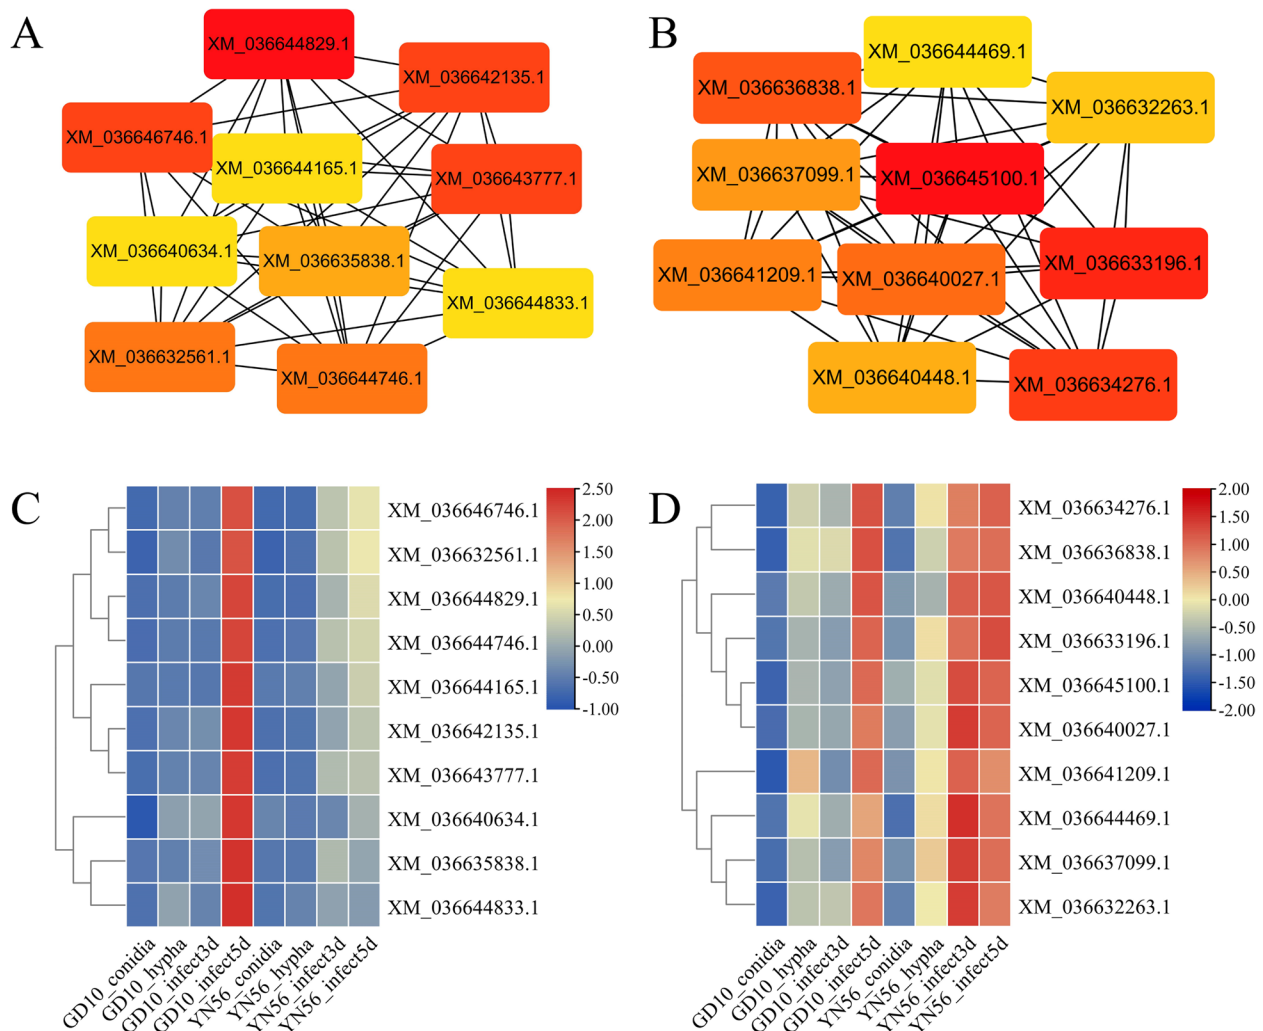 A
XM_036644829.1
XM_036642135.1
XM_036646746.1
XM_036644165.1
XM_036643777.1
XM_036640634.1
XM_036635838.1
XM_036644833.1
XM_036632561.1
XM_036644746.1
B
XM_036644469.1
XM_036636838.1
XM_036632263.1
XM_036637099.1
XM_036645100.1
XM_036633196.1
XM_036641209.1
XM_036640027.1
XM_036640448.1
XM_036634276.1
C
XM_036646746.1
XM_036632561.1
XM_036644829.1
XM_036644746.1
XM_036644165.1
XM_036642135.1
XM_036643777.1
XM_036640634.1
XM_036635838.1
XM_036644833.1
2.50
2.00
1.50
1.00
0.50
0.00
-0.50
-1.00
GD10_conidia
GD10_hypha
GD10_infect3d
GD10_infect5d
YN56_conidia
YN56_hypha
YN56_infect3d
YN56_infect5d
D
XM_036634276.1
XM_036636838.1
XM_036640448.1
XM_036633196.1
XM_036645100.1
XM_036640027.1
XM_036641209.1
XM_036644469.1
XM_036637099.1
XM_036632263.1
2.00
1.50
1.00
0.50
0.00
-0.50
-1.00
-1.50
-2.00
GD10_conidia
GD10_hypha
GD10_infect3d
GD10_infect5d
YN56_conidia
YN56_hypha
YN56_infect3d
YN56_infect5d